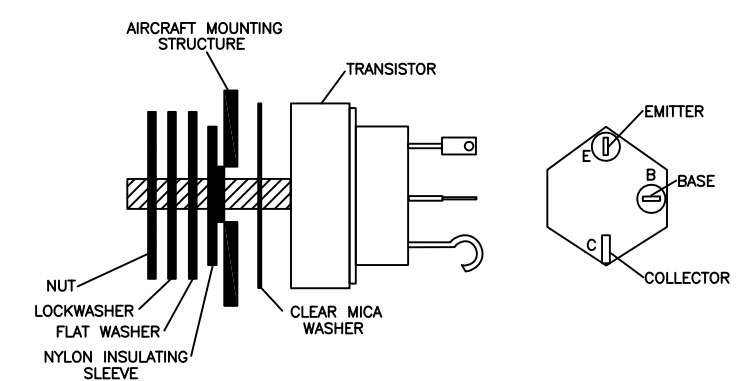 AIRCRAFT MOUNTING
STRUCTURE
TRANSISTOR
EMITTER
E
B
BASE
C
COLLECTOR
NUT
LOCKWASHER
FLAT WASHER
NYLON INSULATING
SLEEVE
CLEAR MICA
WASHER